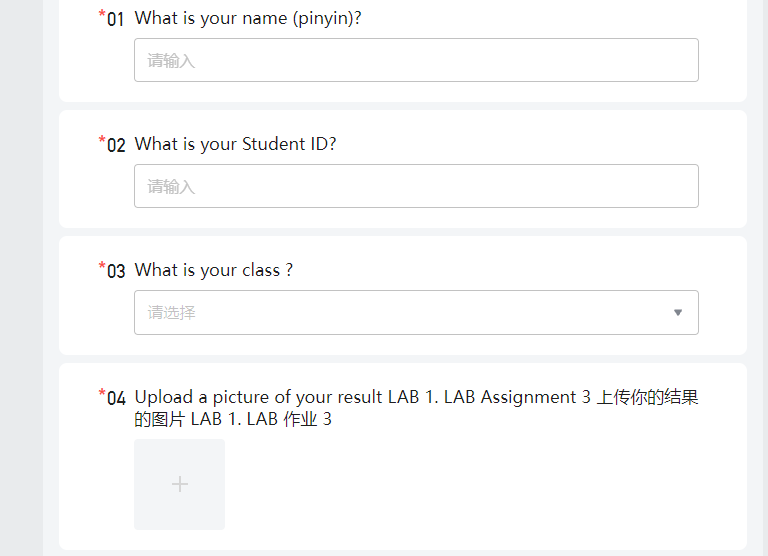 *01 What is your name (pinyin)?
请输入
*02 What is your Student ID?
请输入
*03 What is your class ?
请选择
*04 Upload a picture of your result LAB 1. LAB Assignment 3 上传你的结果
的图片 LAB 1. LAB 作业 3